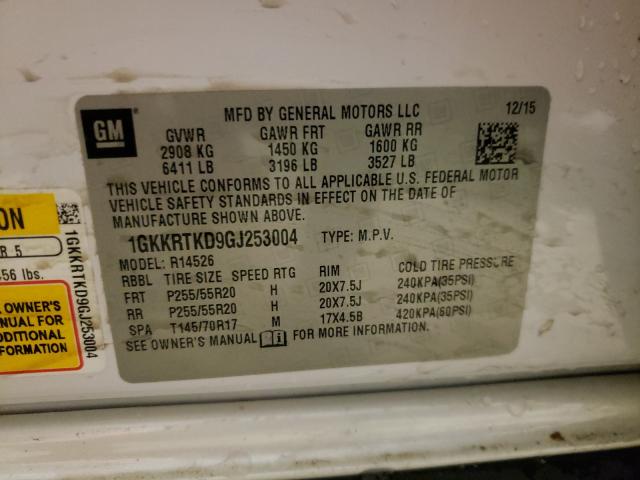 GM
MFD BY GENERAL MOTORS LLC 12/15
GVWR GAWR FRT GAWR RR
2908 KG 1450 KG 1600 KG
6411 LB 3196 LB 3527 LB
THIS VEHICLE CONFORMS TO ALL APPLICABLE U.S. FEDERAL MOTOR
VEHICLE SAFETY STANDARDS IN EFFECT ON THE DATE OF
MANUFACTURE SHOWN ABOVE.
1GKKRTKD9GJ253004 TYPE: M.P.V.
MODEL: R14526
RBBL TIRE SIZE SPEED RTG RIM COLD TIRE PRESSURE
FRT P255/55R20 H 20X7.5J 240KPA(35PSI)
RR P255/55R20 H 20X7.5J 240KPA(35PSI)
SPA T145/70R17 M 17X4.5B 420KPA(60PSI)
SEE OWNER'S MANUAL FOR MORE INFORMATION.
ON
R 5
56 lbs.
OWNER'S
NUAL FOR
DDITIONAL
RMATION
1GKKRTKD9GJ253004